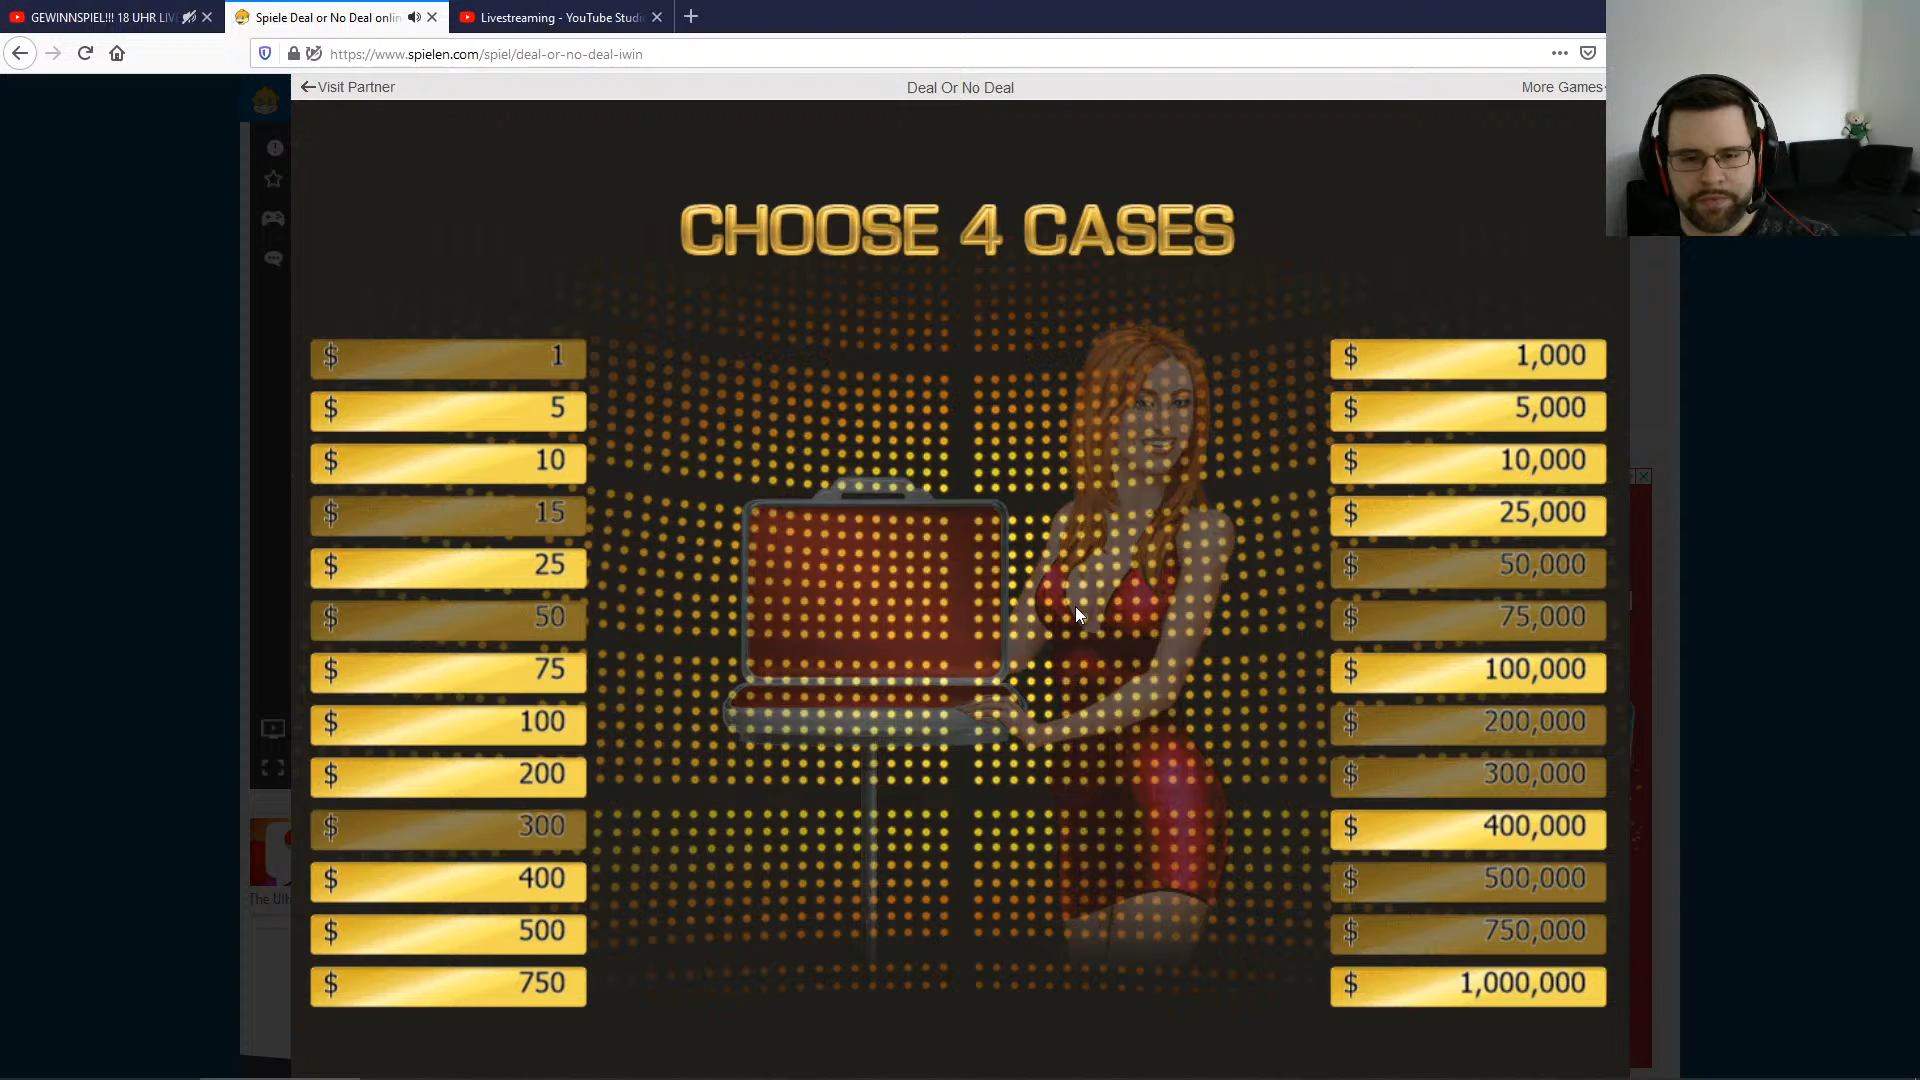 GEWINNSPIEL!!! 18 UHR LIV
Spiele Deal or No Deal onlin
Livestreaming - YouTube Studi
https://www.spielen.com/spiel/deal-or-no-deal-iwin
Visit Partner
Deal Or No Deal
More Games
CHOOSE 4 CASES
$ 1
$ 5
$ 10
$ 15
$ 25
$ 50
$ 75
$ 100
$ 200
$ 300
$ 400
$ 500
$ 750
$ 1,000
$ 5,000
$ 10,000
$ 25,000
$ 50,000
$ 75,000
$ 100,000
$ 200,000
$ 300,000
$ 400,000
$ 500,000
$ 750,000
$ 1,000,000
The Ul